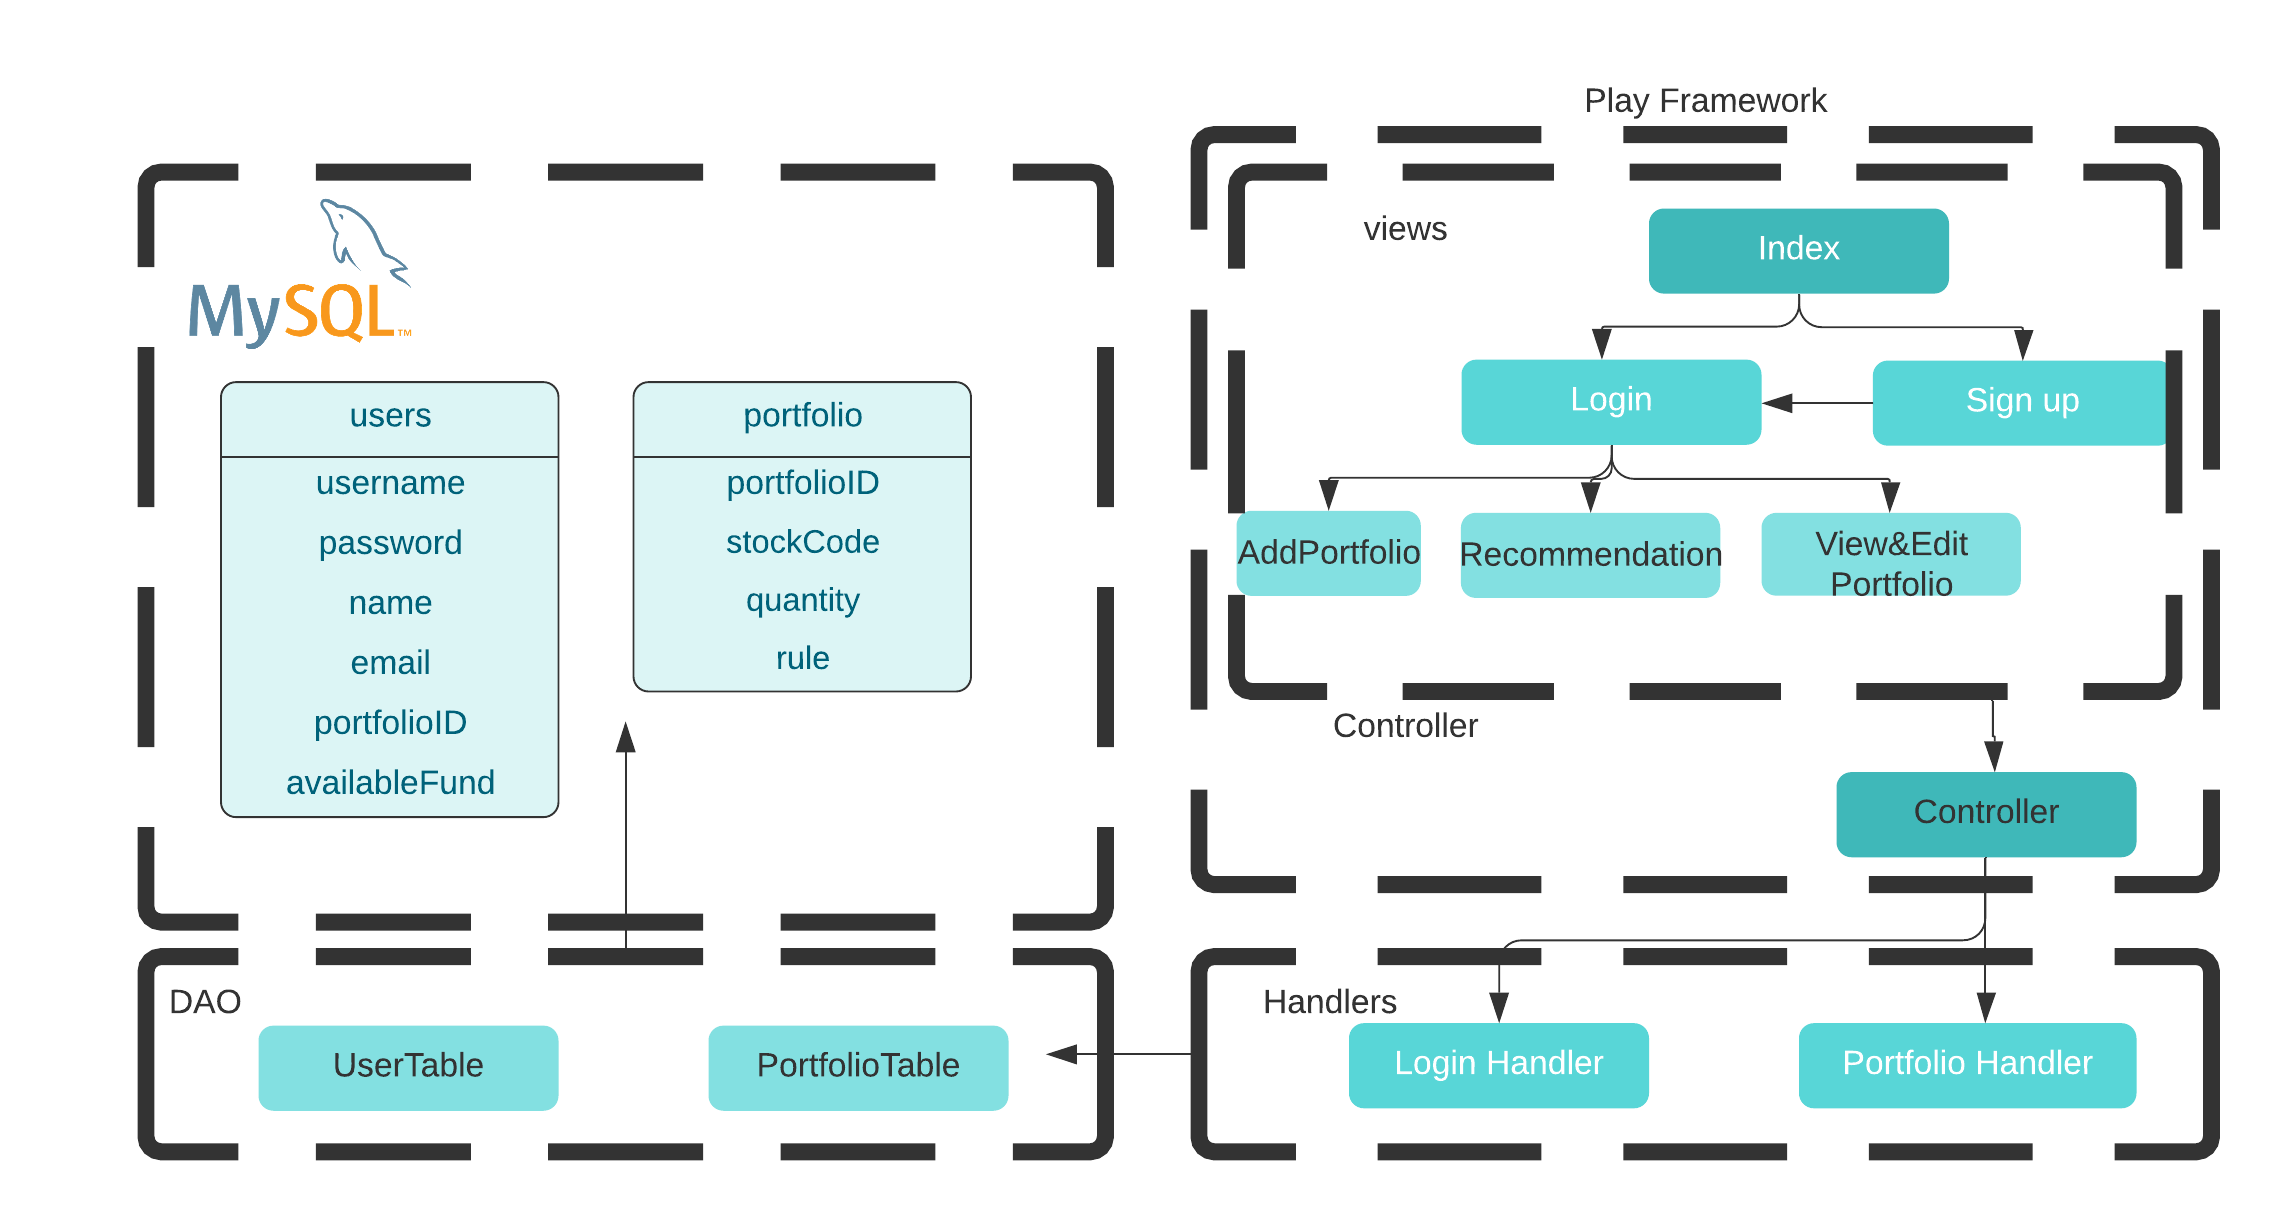 Play Framework
MySQL™
users
username
password
name
email
portfolioID
availableFund
portfolio
portfolioID
stockCode
quantity
rule
views
Index
Login
Sign up
AddPortfolio
Recommendation
View&Edit
Portfolio
Controller
Controller
DAO
UserTable
PortfolioTable
Handlers
Login Handler
Portfolio Handler